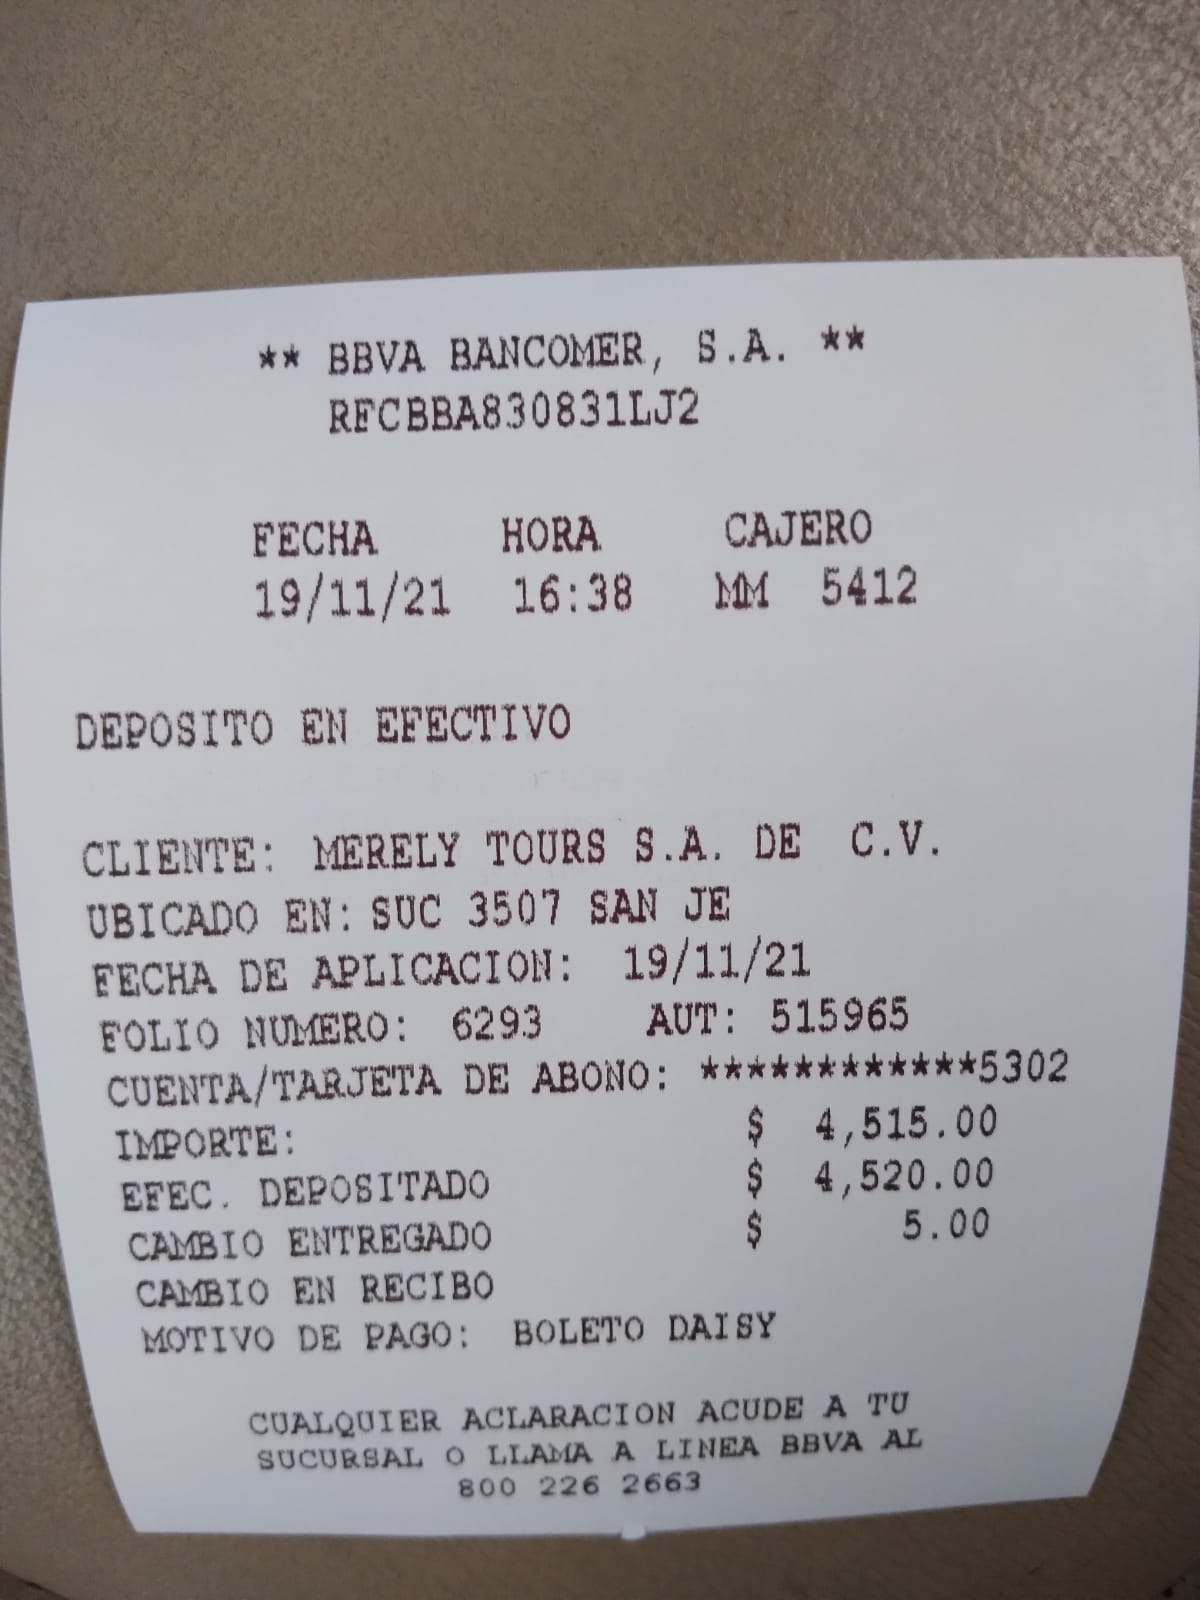 ** BBVA BANCOMER, S.A. **
RFCBBA830831LJ2
FECHA HORA CAJERO
19/11/21 16:38 MM 5412
DEPOSITO EN EFECTIVO
CLIENTE: MERELY TOURS S.A. DE C.V.
UBICADO EN: SUC 3507 SAN JE
FECHA DE APLICACION: 19/11/21
FOLIO NUMERO: 6293 AUT: 515965
CUENTA/TARJETA DE ABONO: ************5302
IMPORTE: $ 4,515.00
EFEC. DEPOSITADO $ 4,520.00
CAMBIO ENTREGADO $ 5.00
CAMBIO EN RECIBO
MOTIVO DE PAGO: BOLETO DAISY
CUALQUIER ACLARACION ACUDE A TU
SUCURSAL O LLAMA A LINEA BBVA AL
800 226 2663